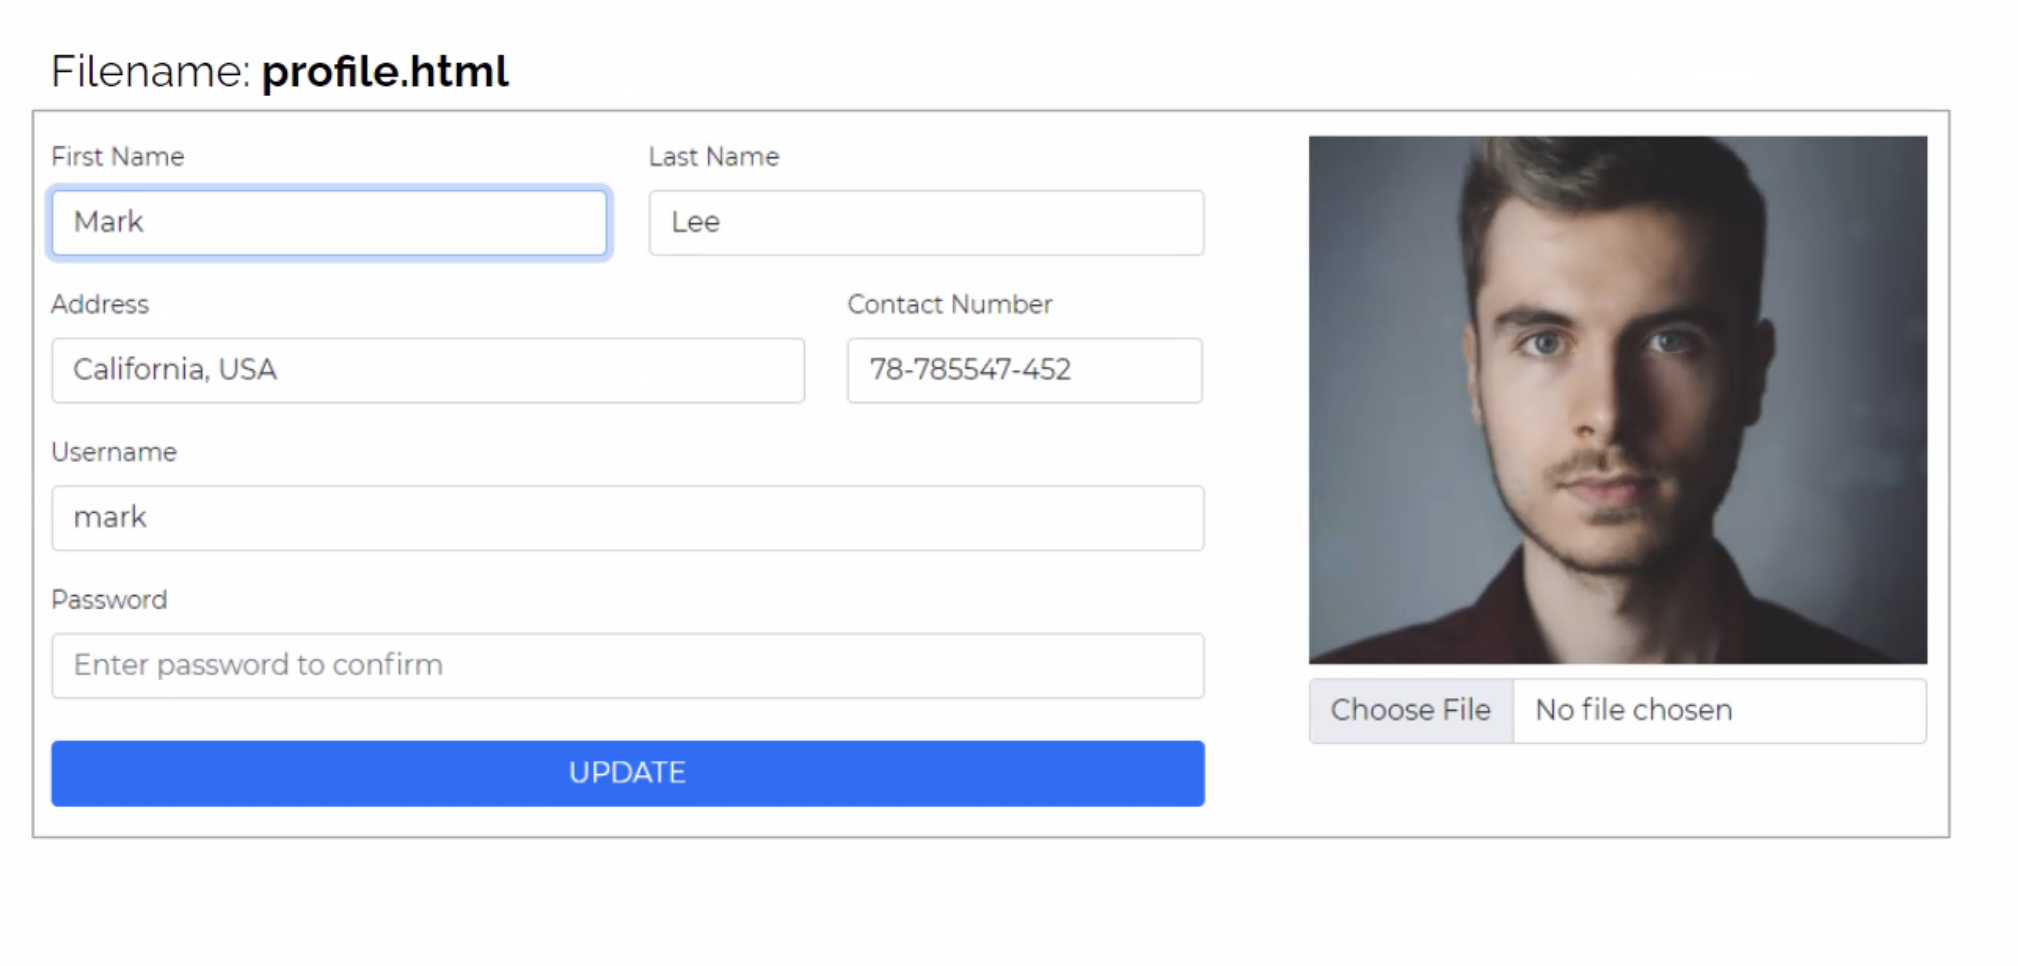 Filename: profile.html
First Name
Last Name
Mark
Lee
Address
Contact Number
California, USA
78-785547-452
Username
mark
Password
Enter password to confirm
UPDATE
Choose File
No file chosen